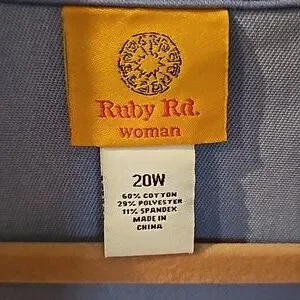 Ruby Rd.
woman
20W
60% COTTON
29% POLYESTER
11% SPANDEX
MADE IN
CHINA